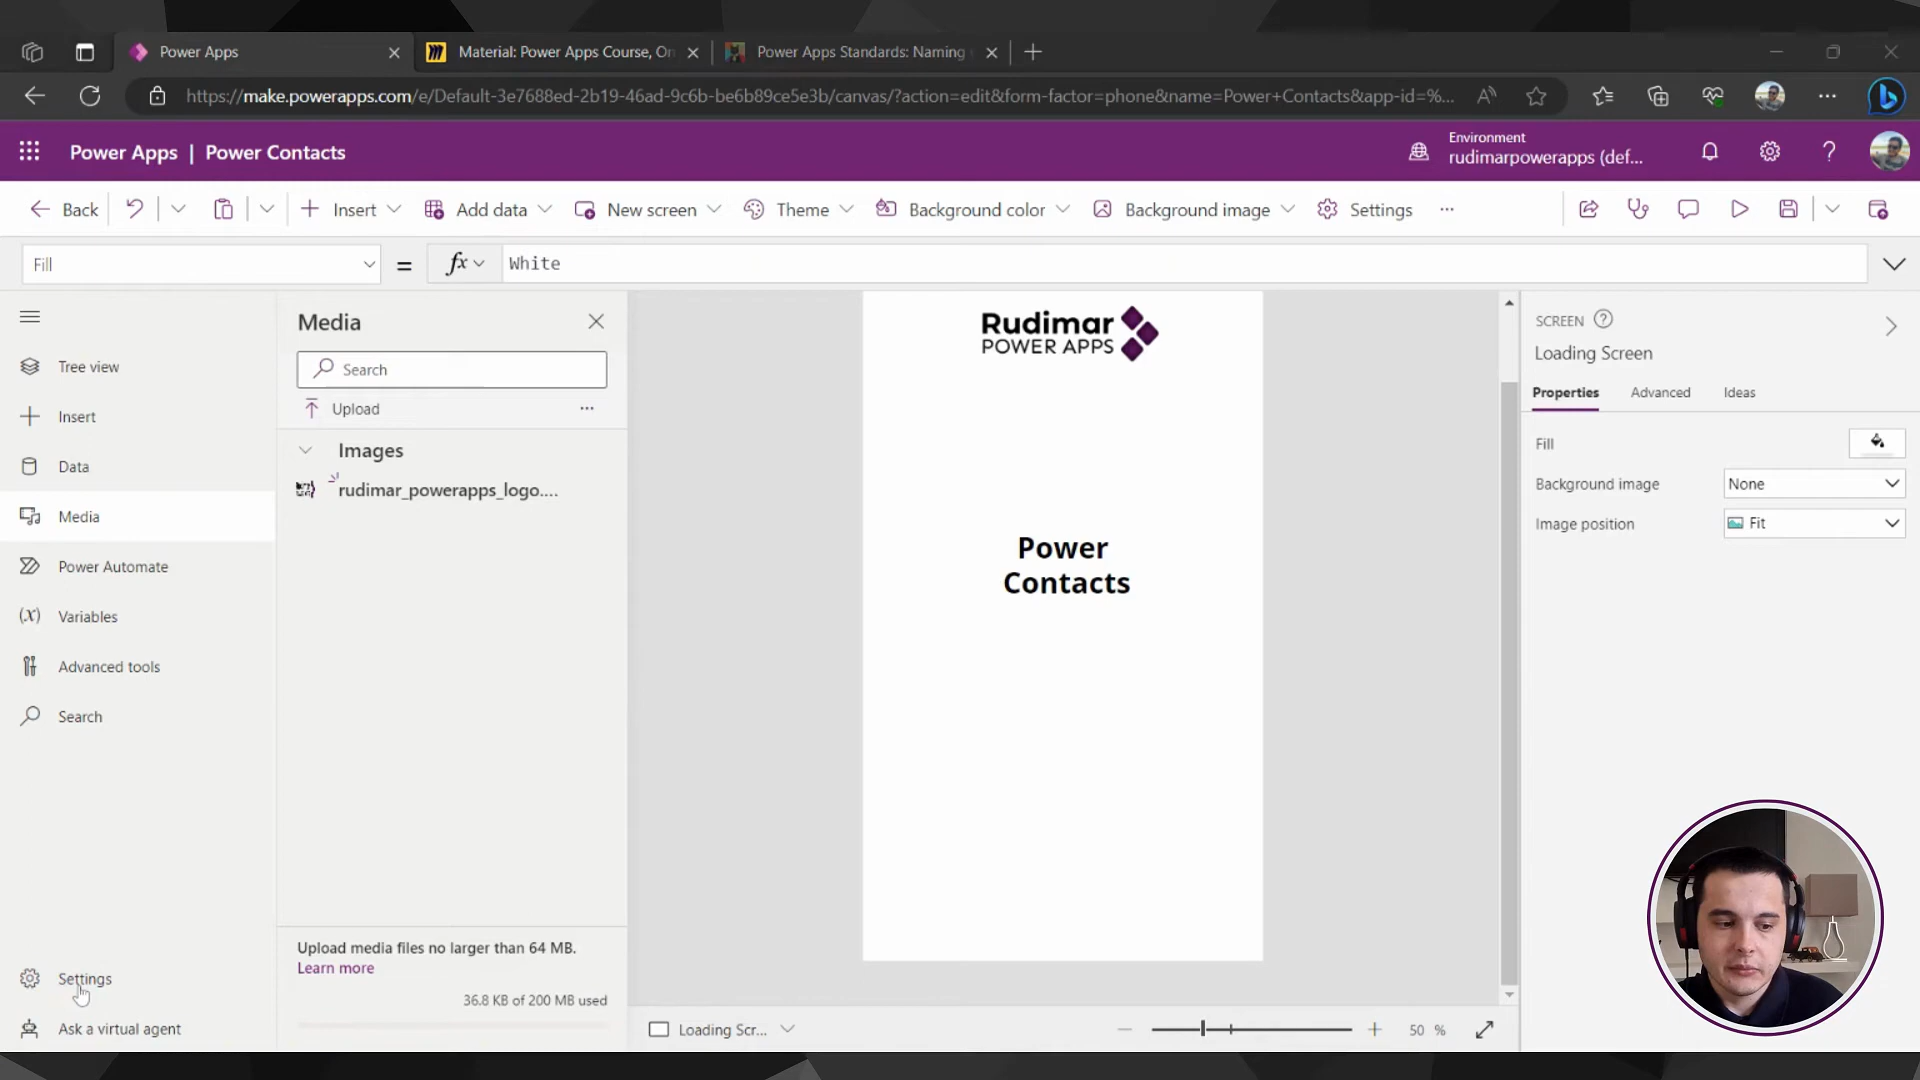 Power Apps
Material: Power Apps Course, On
Power Apps Standards: Naming
https://make.powerapps.com/e/Default-3e7688ed-2b19-46ad-9c6b-be6b89ce5e3b/canvas/?action=edit&form-factor=phone&name=Power+Contacts&app-id=%...
Power Apps | Power Contacts
Environment
rudimarpowerapps (def...
Back
Insert
Add data
New screen
Theme
Background color
Background image
Settings
Fill
=
fx
White
Tree view
Insert
Data
Media
Power Automate
Variables
Advanced tools
Search
Settings
Ask a virtual agent
Media
Search
Upload
Images
rudimar_powerapps_logo....
Upload media files no larger than 64 MB.
Learn more
36.8 KB of 200 MB used
Rudimar
POWER APPS
Power
Contacts
Loading Scr...
50 %
SCREEN
Loading Screen
Properties
Advanced
Ideas
Fill
Background image
None
Image position
Fit